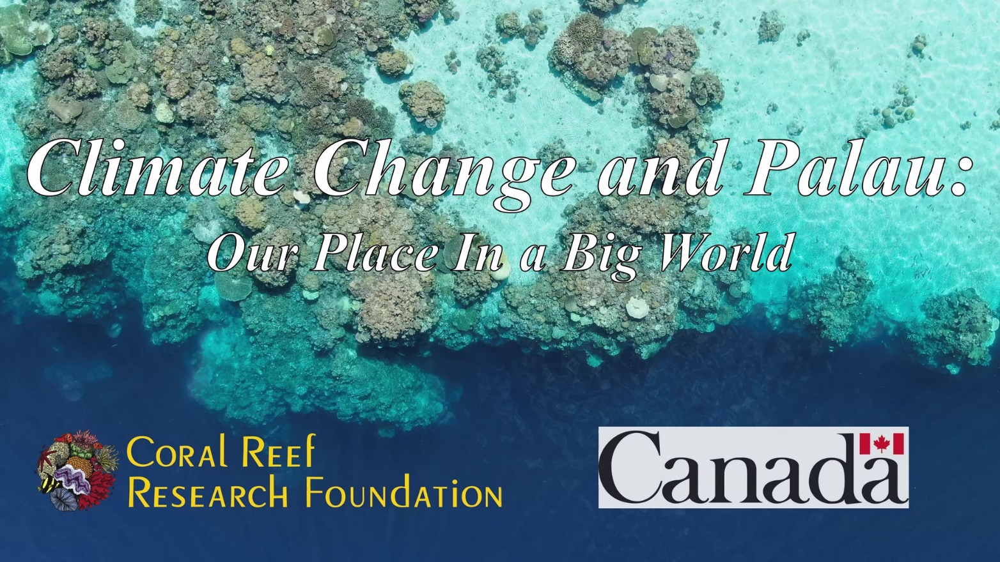 Climate Change and Palau:
Our Place In a Big World
Coral Reef
Research Foundation
Canada